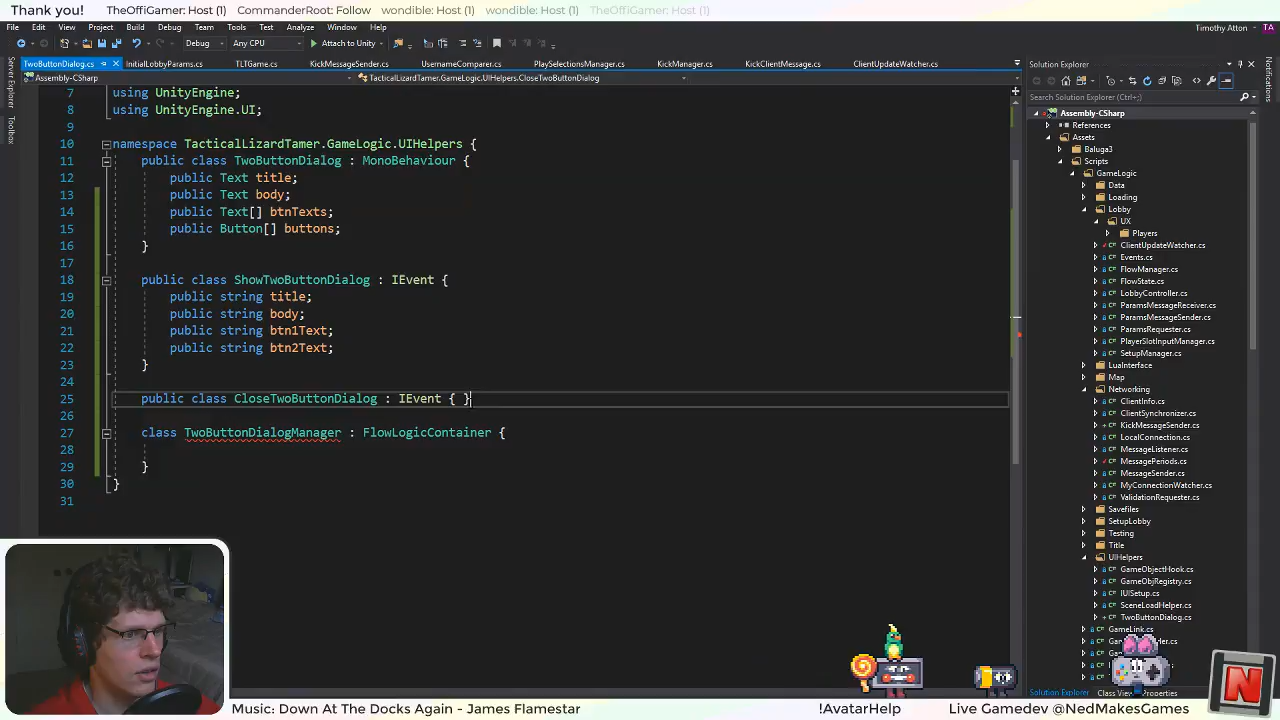 Thank you! TheOffiGamer: Host (1) CommanderRoot: Follow wondible: Host (1) wondible: Host (1) TheOffiGamer: Host (1)
File Edit View Project Build Debug Team Tools Test Analyze Window Help
Timothy Atton TA
Debug Any CPU Attach to Unity
TwoButtonDialog.cs InitialLobbyParams.cs TLTGame.cs KickMessageSender.cs UsernameComparer.cs PlaySelectionsManager.cs KickManager.cs KickClientMessage.cs ClientUpdateWatcher.cs
Assembly-CSharp TacticalLizardTamer.GameLogic.UIHelpers.CloseTwoButtonDialog
Server Explorer
Toolbox
7 using UnityEngine;
8 using UnityEngine.UI;
9
10 namespace TacticalLizardTamer.GameLogic.UIHelpers {
11 public class TwoButtonDialog : MonoBehaviour {
12 public Text title;
13 public Text body;
14 public Text[] btnTexts;
15 public Button[] buttons;
16 }
17
18 public class ShowTwoButtonDialog : IEvent {
19 public string title;
20 public string body;
21 public string btn1Text;
22 public string btn2Text;
23 }
24
25 public class CloseTwoButtonDialog : IEvent { }
26
27 class TwoButtonDialogManager : FlowLogicContainer {
28
29 }
30 }
31
Solution Explorer
Search Solution Explorer (Ctrl+;)
Assembly-CSharp
References
Assets
Baluga3
Scripts
GameLogic
Data
Loading
Lobby
UX
Players
ClientUpdateWatcher.cs
Events.cs
FlowManager.cs
FlowState.cs
LobbyController.cs
ParamsMessageReceiver.cs
ParamsMessageSender.cs
ParamsRequester.cs
PlayerSlotInputManager.cs
SetupManager.cs
LuaInterface
Map
Networking
ClientInfo.cs
ClientSynchronizer.cs
KickMessageSender.cs
LocalConnection.cs
MessageListener.cs
MessagePeriods.cs
MessageSender.cs
MyConnectionWatcher.cs
ValidationRequester.cs
Savefiles
SetupLobby
Testing
Title
UIHelpers
GameObjectHook.cs
GameObjRegistry.cs
IUISetup.cs
SceneLoadHelper.cs
TwoButtonDialog.cs
GameLink.cs
Solution Explorer Class View Properties
Notifications
Music: Down At The Docks Again - James Flamestar
!AvatarHelp
Live Gamedev @NedMakesGames
N